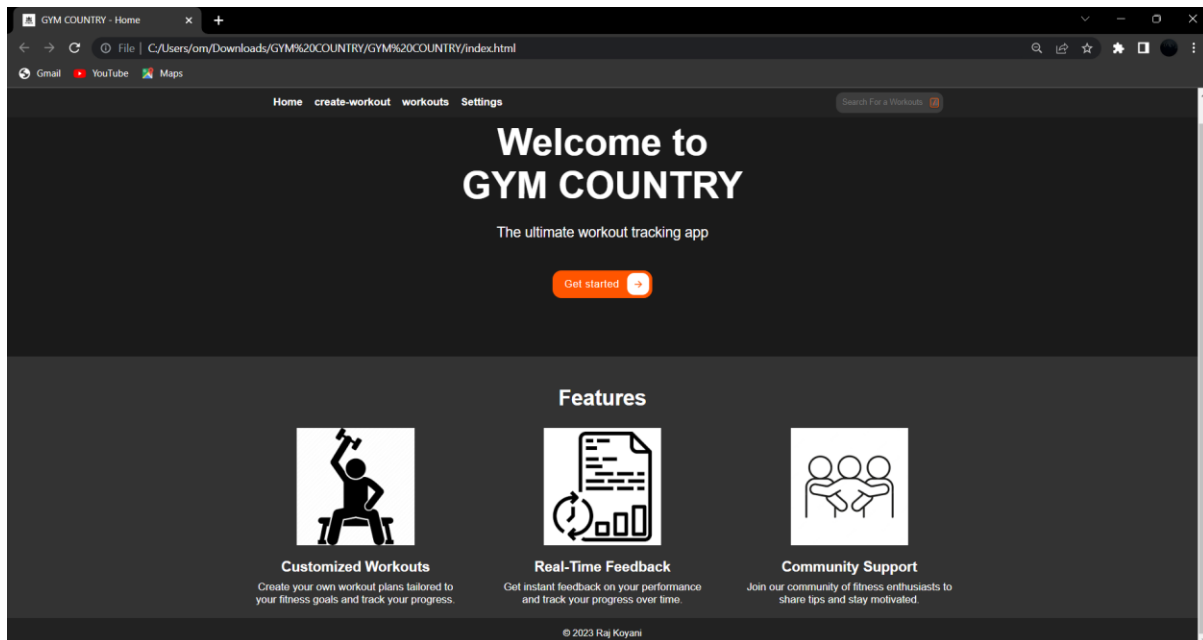 GYM COUNTRY - Home
File | C:/Users/om/Downloads/GYM%20COUNTRY/GYM%20COUNTRY/index.html
Gmail YouTube Maps
Home create-workout workouts Settings Search For a Workouts
Welcome to
GYM COUNTRY
The ultimate workout tracking app
Get started
Features
Customized Workouts
Create your own workout plans tailored to
your fitness goals and track your progress.
Real-Time Feedback
Get instant feedback on your performance
and track your progress over time.
Community Support
Join our community of fitness enthusiasts to
share tips and stay motivated.
© 2023 Raj Koyani